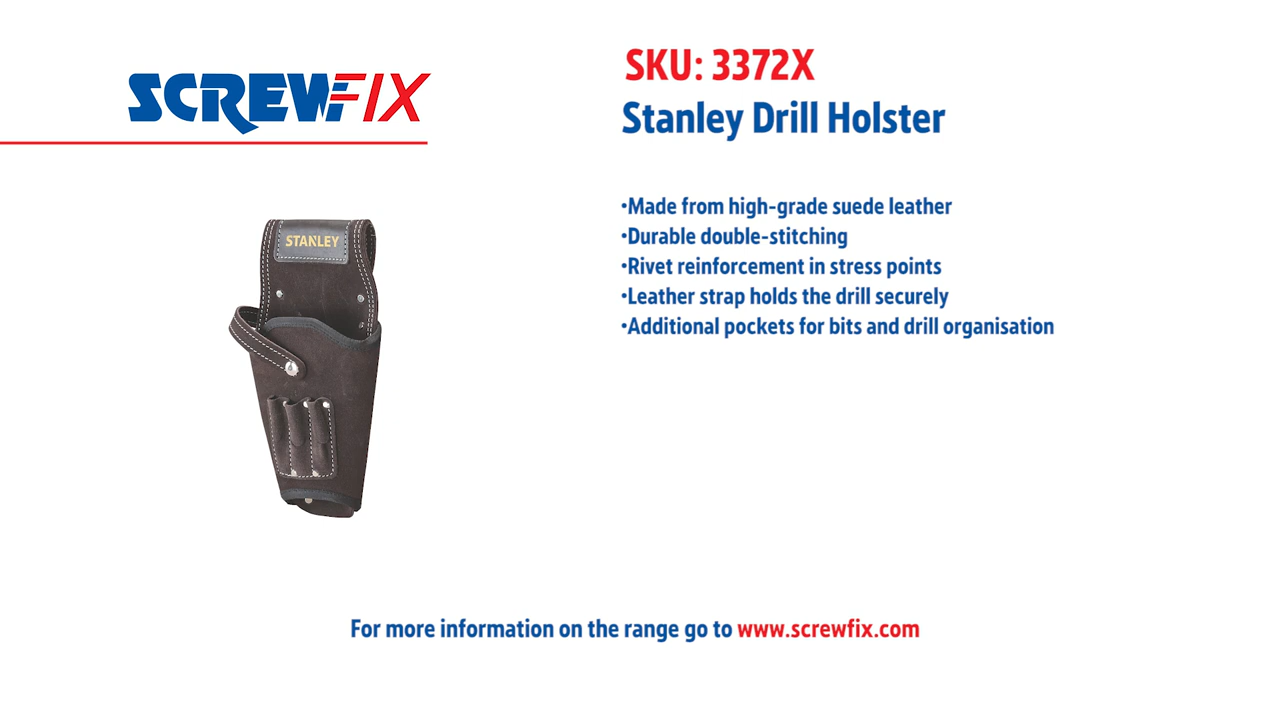 SCREWFIX
SKU: 3372X
Stanley Drill Holster
STANLEY
•Made from high-grade suede leather
•Durable double-stitching
•Rivet reinforcement in stress points
•Leather strap holds the drill securely
•Additional pockets for bits and drill organisation
For more information on the range go to www.screwfix.com